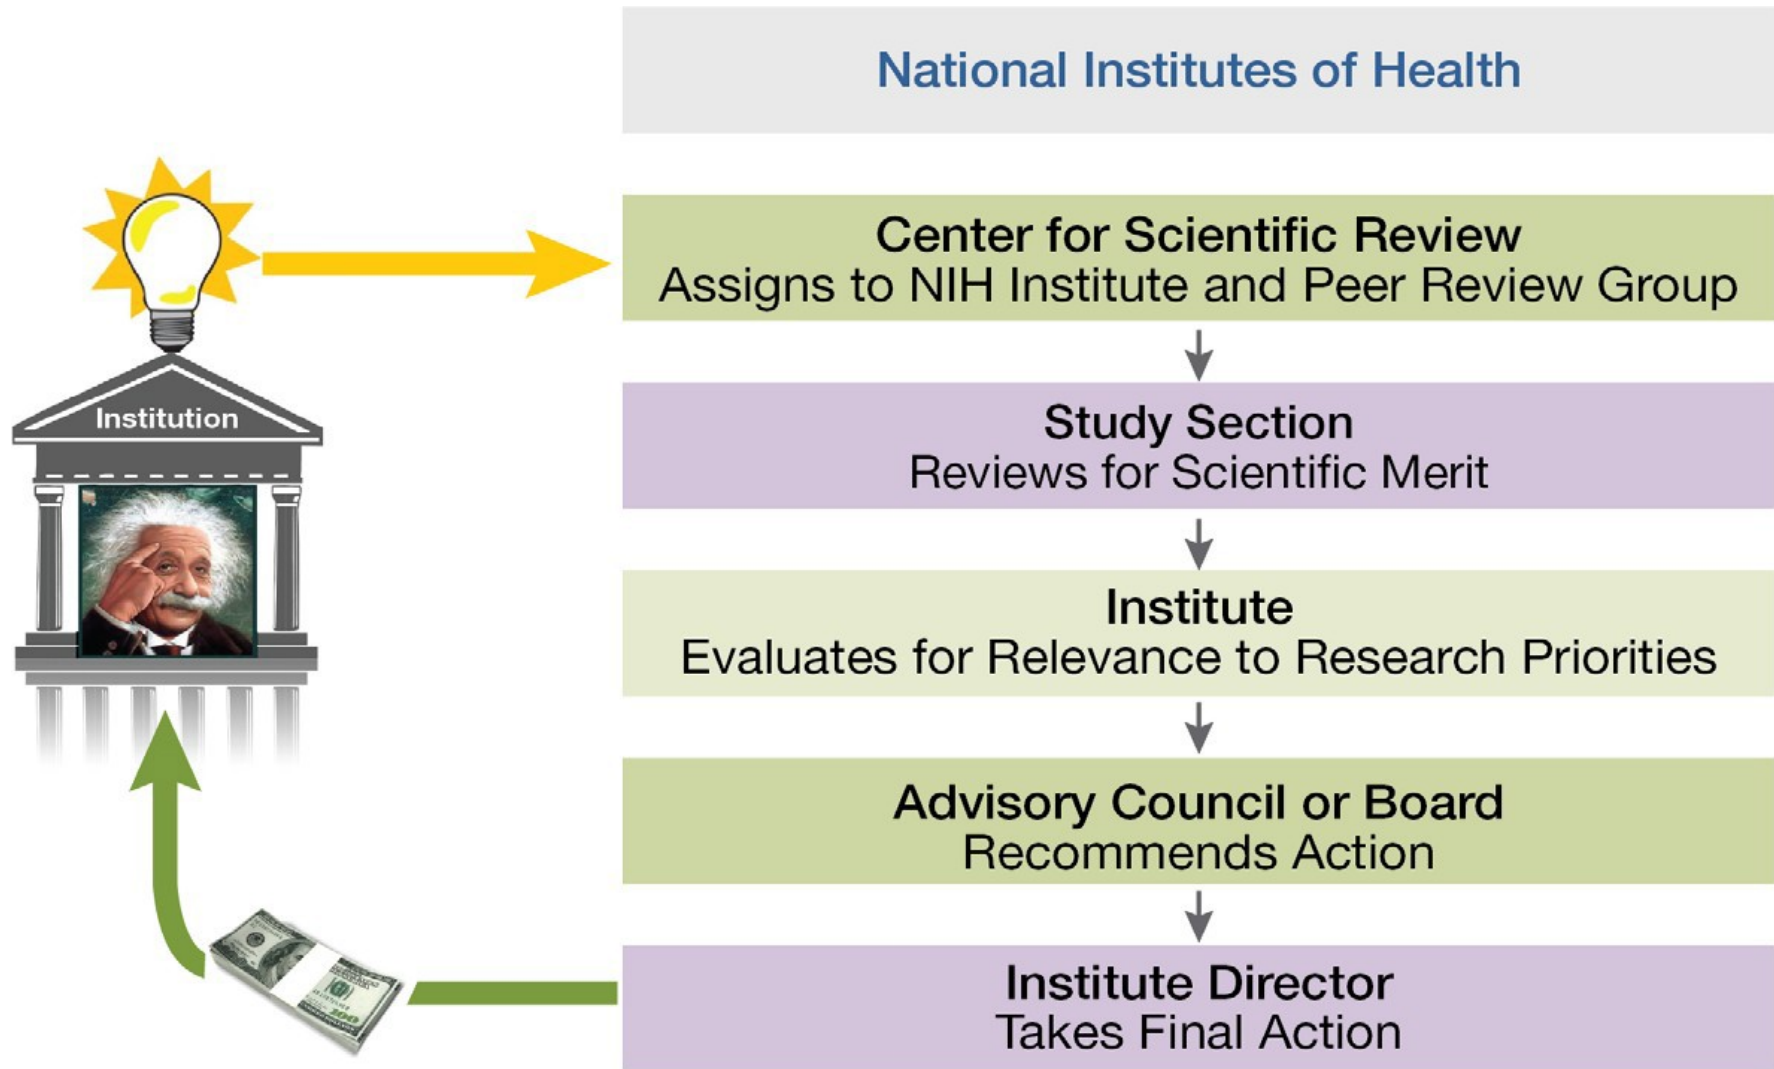 National Institutes of Health
Center for Scientific Review
Assigns to NIH Institute and Peer Review Group
Institution
Study Section
Reviews for Scientific Merit
Institute
Evaluates for Relevance to Research Priorities
Advisory Council or Board
Recommends Action
Institute Director
Takes Final Action
100